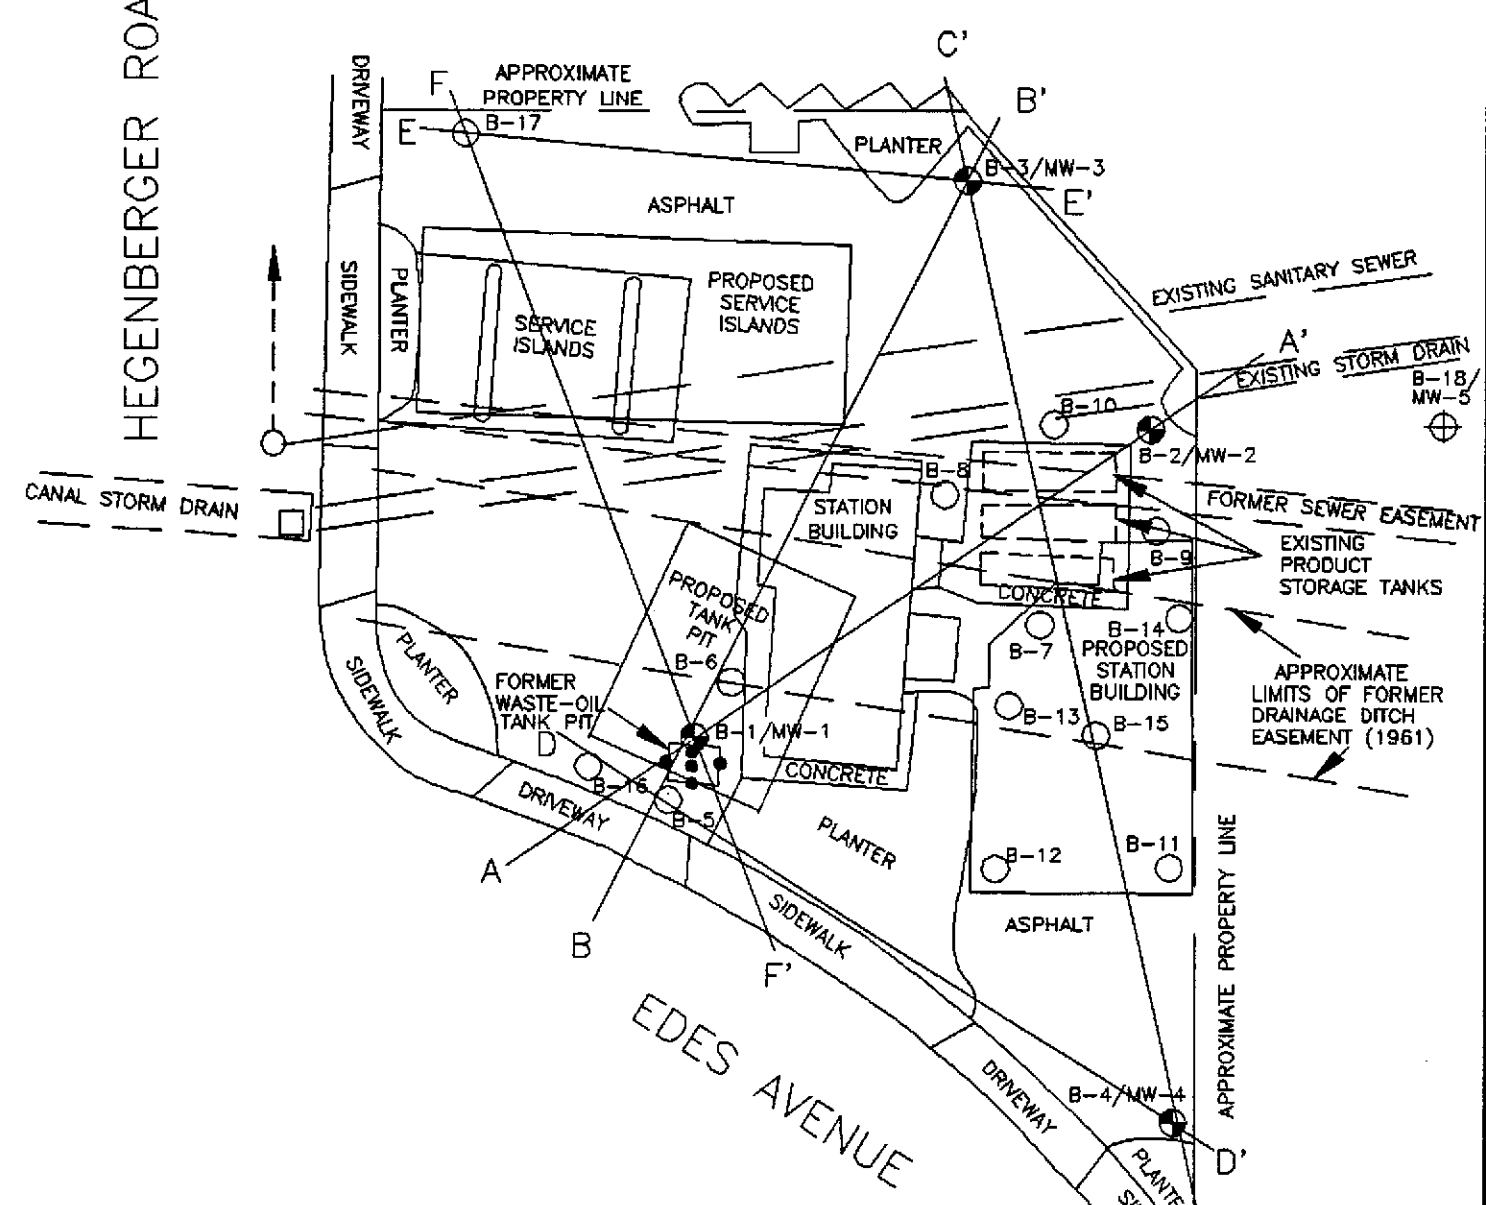 HEGENBERGER ROA
C'
DRIVEWAY
F
APPROXIMATE
PROPERTY LINE
B'
E
B-17
PLANTER
B-3/MW-3
E'
ASPHALT
SIDEWALK
PLANTER
PROPOSED
SERVICE
ISLANDS
SERVICE
ISLANDS
EXISTING SANITARY SEWER
A'
EXISTING STORM DRAIN
B-18/
MW-5
B-10
B-2/MW-2
B-8
CANAL STORM DRAIN
STATION
BUILDING
FORMER SEWER EASEMENT
B-9
EXISTING
PRODUCT
STORAGE TANKS
CONCRETE
PROPOSED
TANK
PIT
B-14
B-7
PROPOSED
STATION
BUILDING
SIDEWALK
PLANTER
B-6
FORMER
WASTE-OIL
TANK PIT
APPROXIMATE
LIMITS OF FORMER
DRAINAGE DITCH
EASEMENT (1961)
B-13
B-15
D
B-1/MW-1
CONCRETE
B-16
DRIVEWAY
B-5
PLANTER
B-12
B-11
A
SIDEWALK
ASPHALT
B
F'
APPROXIMATE PROPERTY LINE
EDES AVENUE
DRIVEWAY
B-4/MW-4
D'
PLANTE
SI